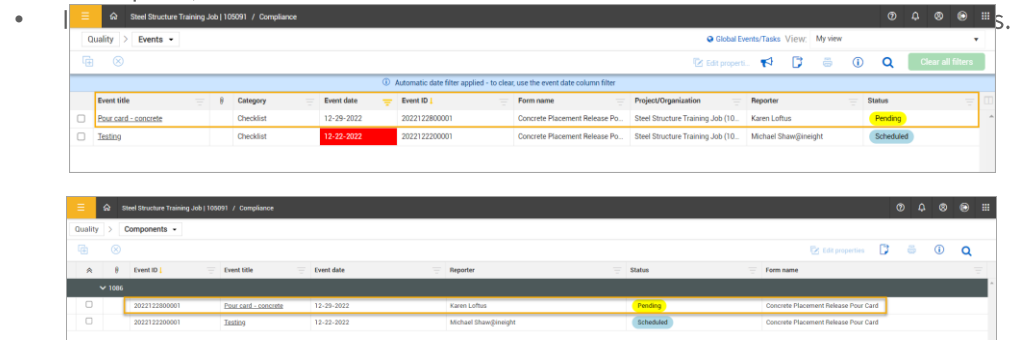 s.
Steel Structure Training Job | 105091 / Compliance
Quality > Events
Global Events/Tasks View: My view
Edit properti... Clear all filters
Automatic date filter applied - to clear, use the event date column filter
Event title Category Event date Event ID Form name Project/Organization Reporter Status
Pour card - concrete Checklist 12-29-2022 2022122800001 Concrete Placement Release Po... Steel Structure Training Job (10... Karen Loftus Pending
Testing Checklist 12-22-2022 2022122200001 Concrete Placement Release Po... Steel Structure Training Job (10... Michael Shaw@ineight Scheduled
Steel Structure Training Job | 105091 / Compliance
Quality > Components
Edit properties
Event ID Event title Event date Reporter Status Form name
1006
2022122800001 Pour card - concrete 12-29-2022 Karen Loftus Pending Concrete Placement Release Pour Card
2022122200001 Testing 12-22-2022 Michael Shaw@ineight Scheduled Concrete Placement Release Pour Card